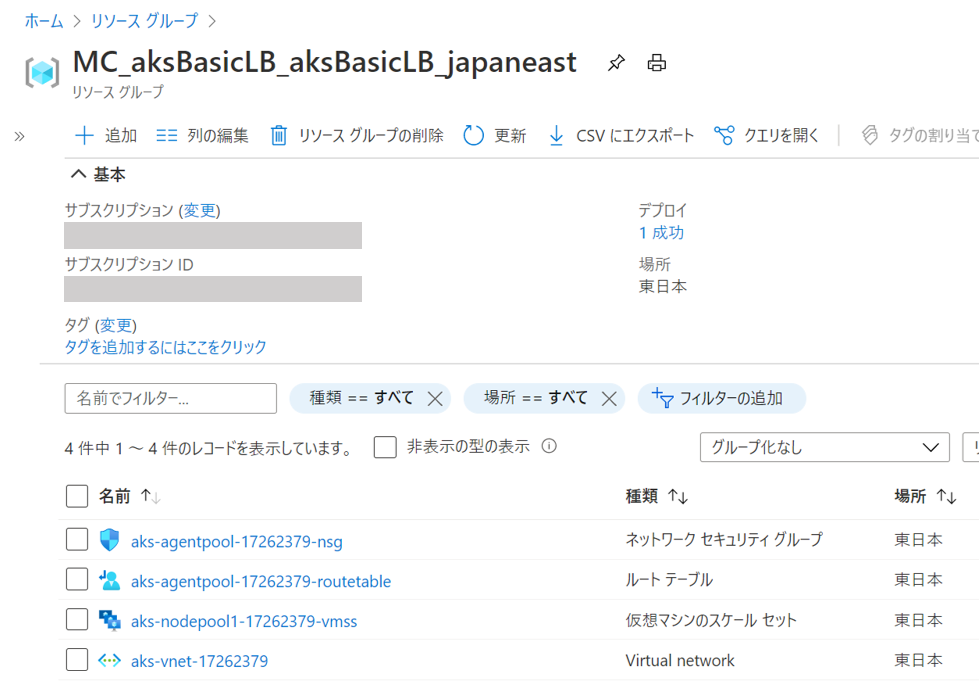 ホーム > リソース グループ >
MC_aksBasicLB_aksBasicLB_japaneast
リソース グループ
» 追加 列の編集 リソース グループの削除 更新 CSV にエクスポート クエリを開く タグの割り当て
基本
サブスクリプション (変更) デプロイ
1 成功
サブスクリプション ID 場所
東日本
タグ (変更)
タグを追加するにはここをクリック
名前でフィルター... 種類 == すべて 場所 == すべて フィルターの追加
4 件中 1 ～ 4 件のレコードを表示しています。 非表示の型の表示 グループ化なし
名前 ↑↓ 種類 ↑↓ 場所 ↑↓
aks-agentpool-17262379-nsg ネットワーク セキュリティ グループ 東日本
aks-agentpool-17262379-routetable ルート テーブル 東日本
aks-nodepool1-17262379-vmss 仮想マシンのスケール セット 東日本
aks-vnet-17262379 Virtual network 東日本